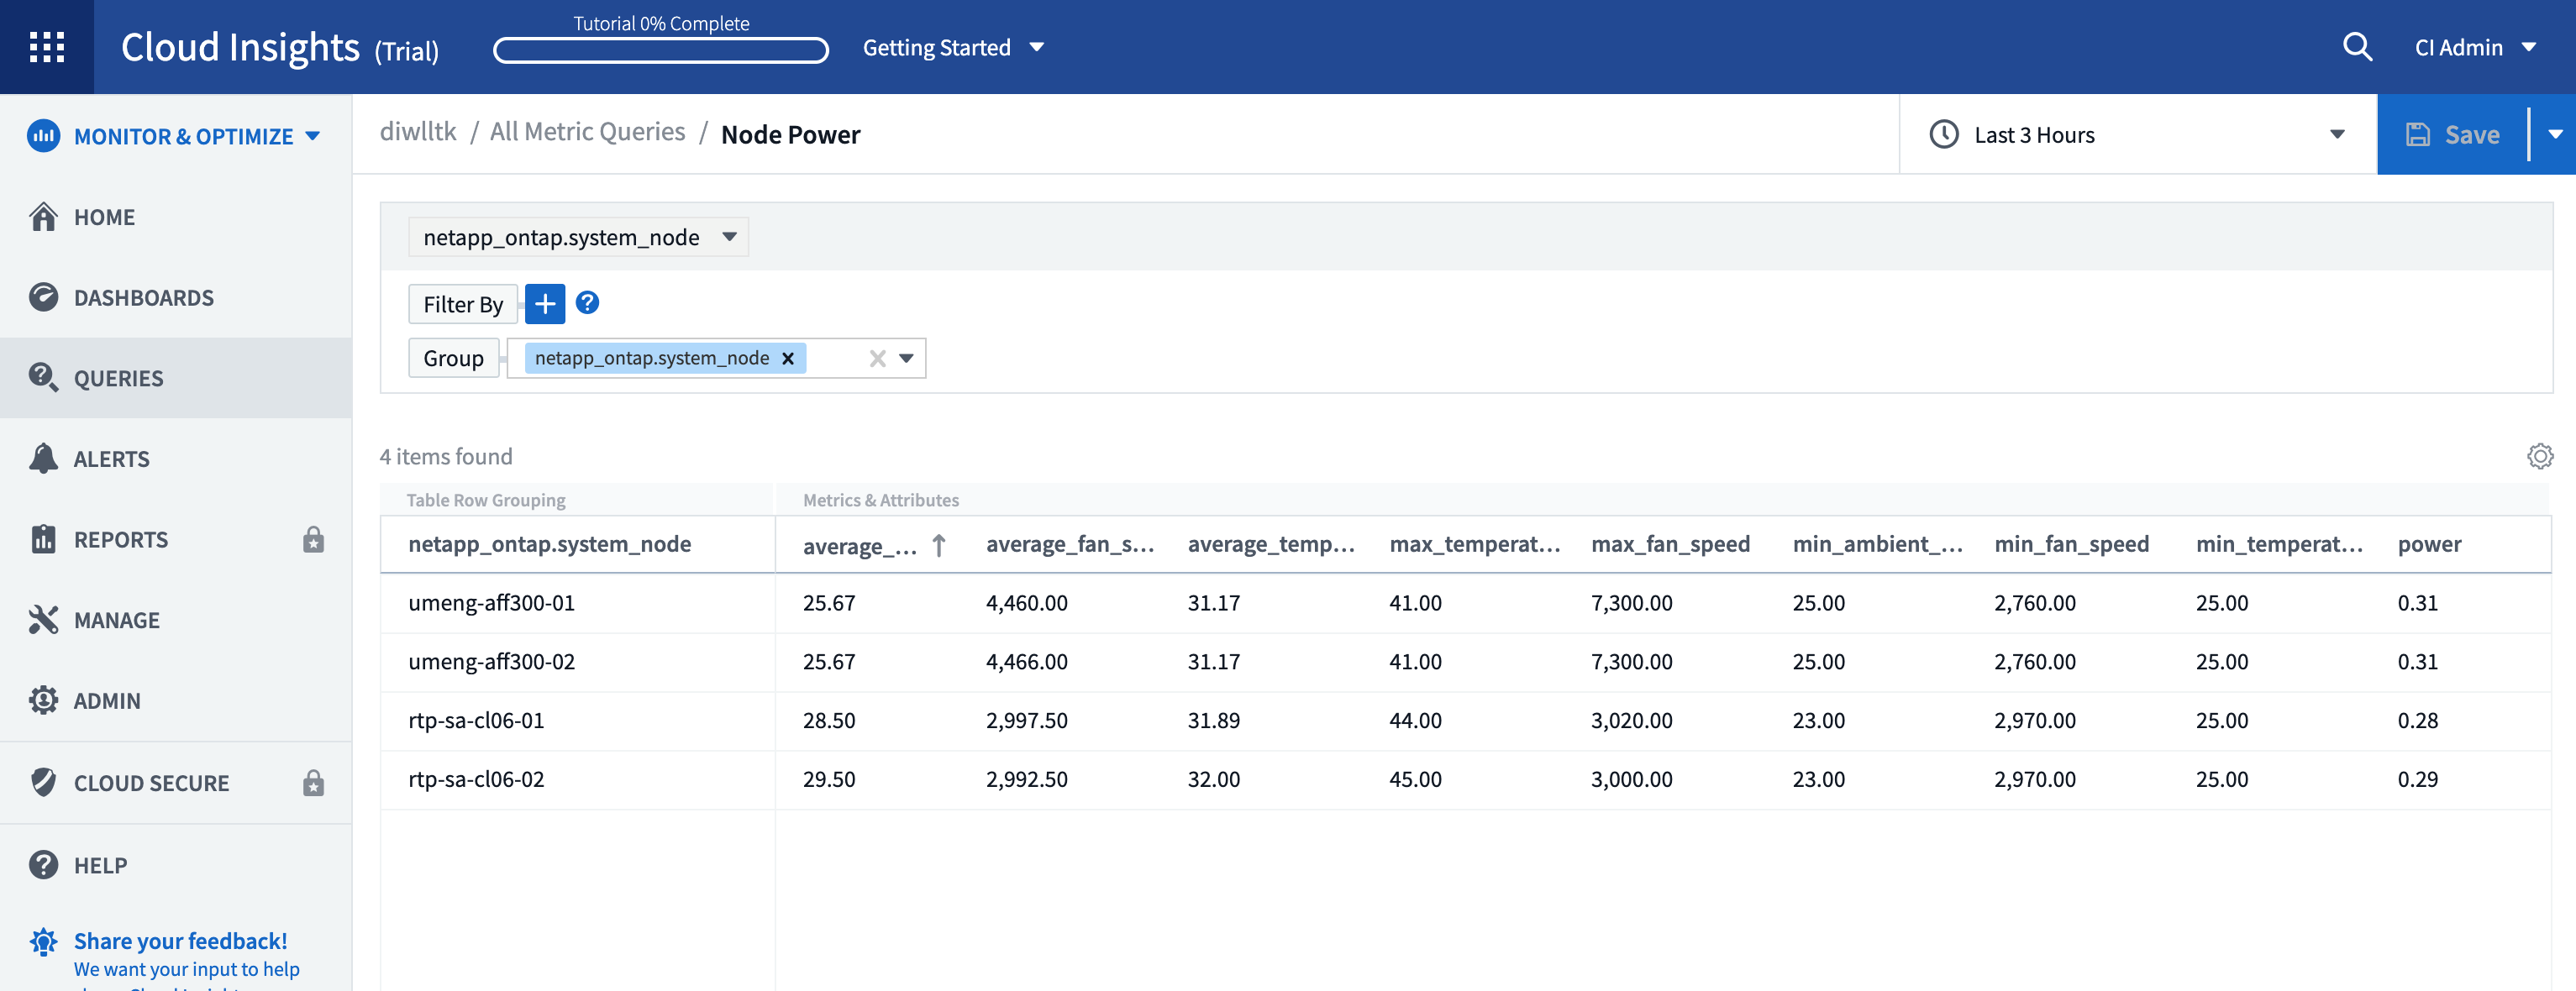 Cloud Insights (Trial)
Tutorial 0% Complete
Getting Started
CI Admin
MONITOR & OPTIMIZE
HOME
DASHBOARDS
QUERIES
ALERTS
REPORTS
MANAGE
ADMIN
CLOUD SECURE
HELP
Share your feedback!
We want your input to help
diwlltk / All Metric Queries / Node Power
Last 3 Hours
Save
netapp_ontap.system_node
Filter By
Group netapp_ontap.system_node
4 items found
Table Row Grouping Metrics & Attributes
netapp_ontap.system_node average_... average_fan_s... average_temp... max_temperat... max_fan_speed min_ambient_... min_fan_speed min_temperat... power
umeng-aff300-01 25.67 4,460.00 31.17 41.00 7,300.00 25.00 2,760.00 25.00 0.31
umeng-aff300-02 25.67 4,466.00 31.17 41.00 7,300.00 25.00 2,760.00 25.00 0.31
rtp-sa-cl06-01 28.50 2,997.50 31.89 44.00 3,020.00 23.00 2,970.00 25.00 0.28
rtp-sa-cl06-02 29.50 2,992.50 32.00 45.00 3,000.00 23.00 2,970.00 25.00 0.29